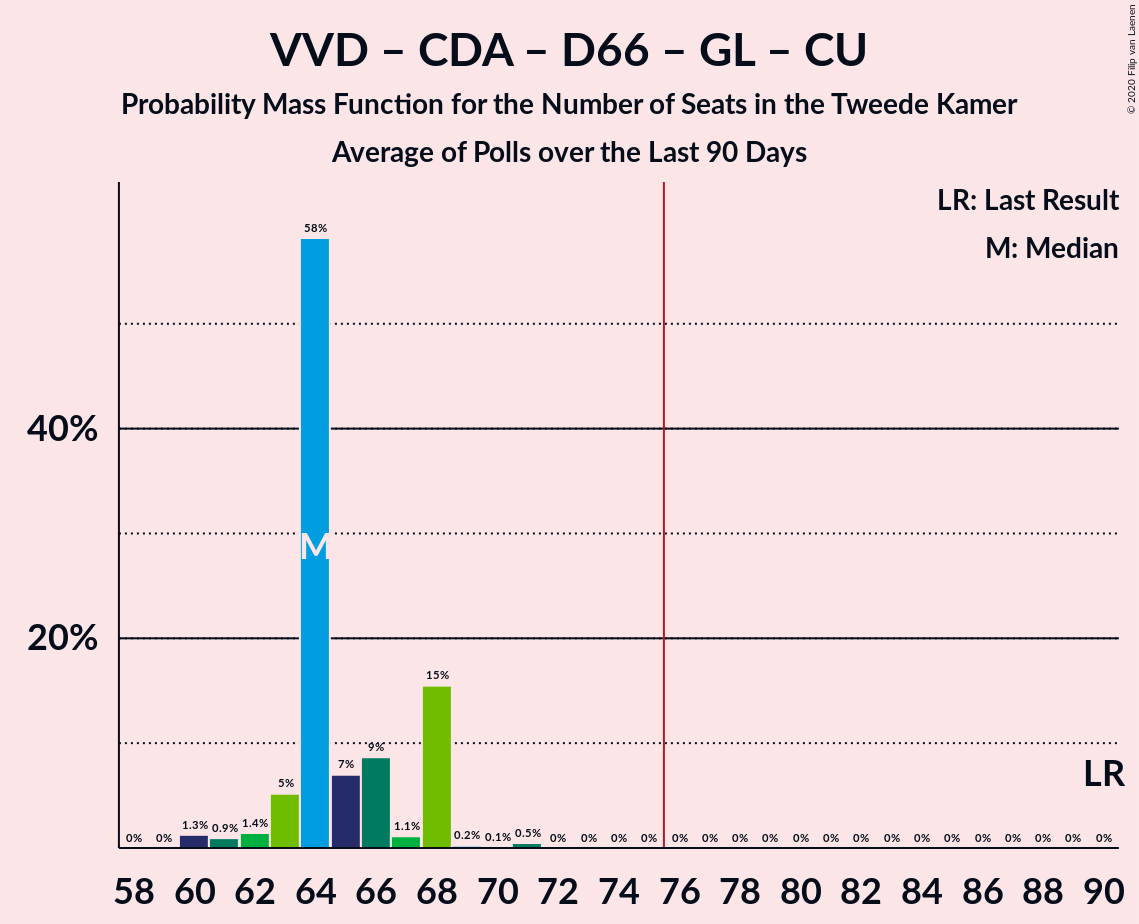 VVD – CDA – D66 – GL – CU
Probability Mass Function for the Number of Seats in the Tweede Kamer
Average of Polls over the Last 90 Days
© 2020 Filip van Laenen
LR: Last Result
M: Median
40%
20%
0% 0% 1.3% 0.9% 1.4% 5% 58% 7% 9% 1.1% 15% 0.2% 0.1% 0.5% 0% 0% 0% 0% 0% 0% 0% 0% 0% 0% 0% 0% 0% 0% 0% 0% 0% 0% 0%
M
LR
58 60 62 64 66 68 70 72 74 76 78 80 82 84 86 88 90